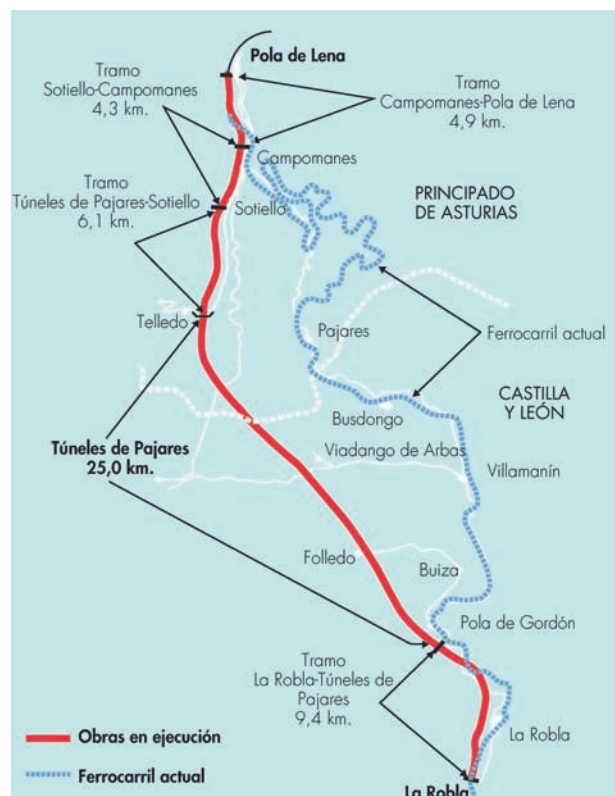 Pola de Lena
Tramo
Sotiello-Campomanes
4,3 km.
Tramo
Campomanes-Pola de Lena
4,9 km.
Campomanes
Tramo
Túneles de Pajares-Sotiello
6,1 km.
PRINCIPADO
DE ASTURIAS
Sotiello
Telledo
Pajares
Ferrocarril actual
CASTILLA
Y LEÓN
Busdongo
Túneles de Pajares
25,0 km.
Viadango de Arbas
Villamanín
Folledo
Buiza
Pola de Gordón
Tramo
La Robla-Túneles de
Pajares
9,4 km.
La Robla
Obras en ejecución
Ferrocarril actual
La Robla